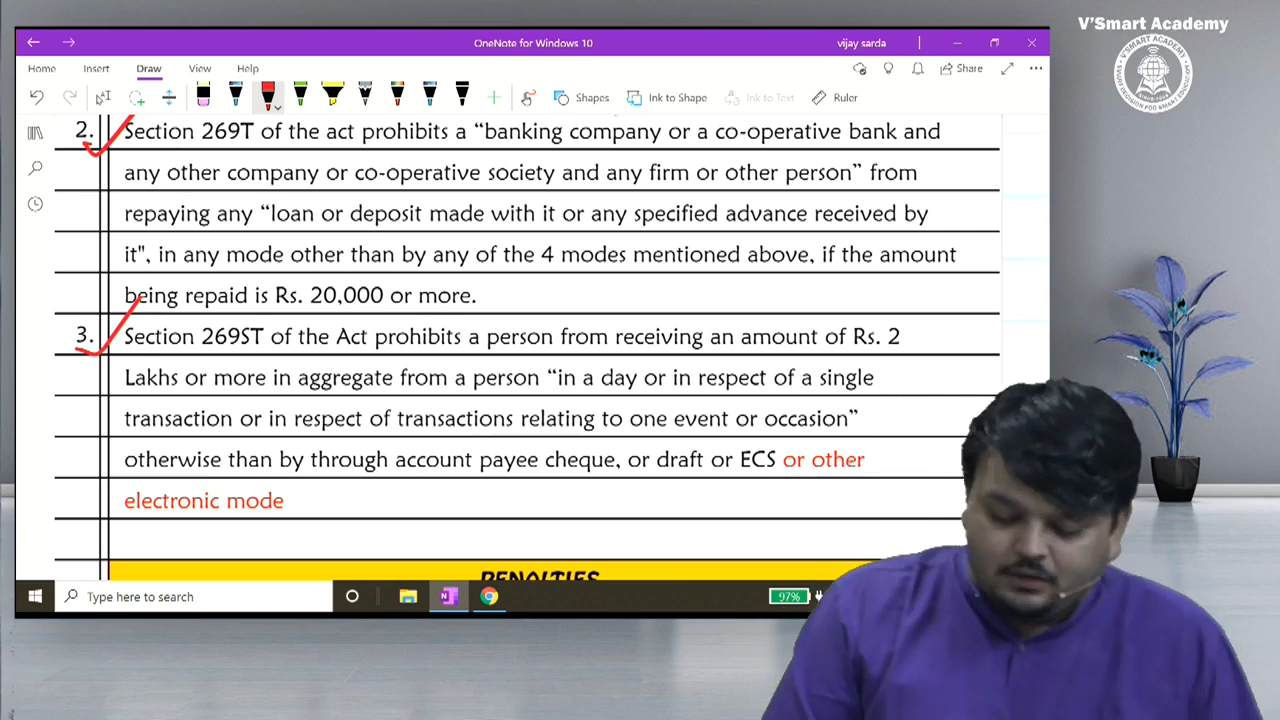 V'Smart Academy
OneNote for Windows 10
vijay sarda
Home Insert Draw View Help
Share
Shapes Ink to Shape Ink to Text Ruler
2. Section 269T of the act prohibits a “banking company or a co-operative bank and
any other company or co-operative society and any firm or other person” from
repaying any “loan or deposit made with it or any specified advance received by
it", in any mode other than by any of the 4 modes mentioned above, if the amount
being repaid is Rs. 20,000 or more.
3. Section 269ST of the Act prohibits a person from receiving an amount of Rs. 2
Lakhs or more in aggregate from a person “in a day or in respect of a single
transaction or in respect of transactions relating to one event or occasion”
otherwise than by through account payee cheque, or draft or ECS or other
electronic mode
PENALTIES
Type here to search
97%